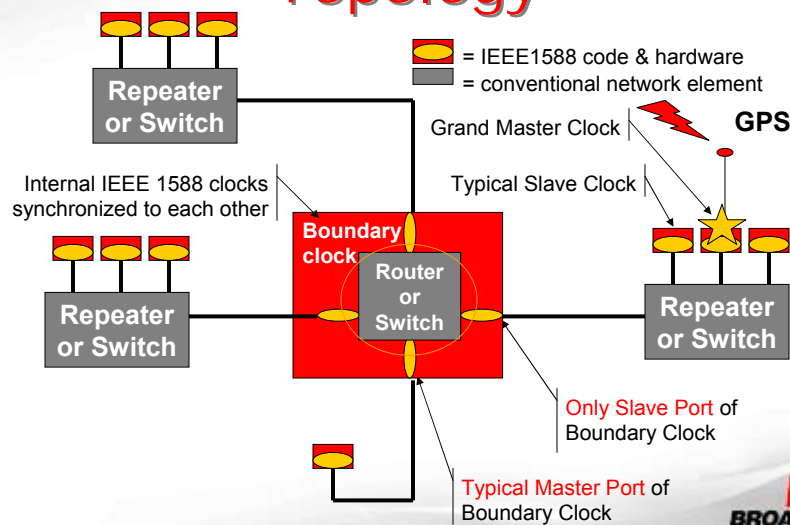 Topology
= IEEE1588 code & hardware
= conventional network element
Repeater
or Switch
Grand Master Clock
GPS
Internal IEEE 1588 clocks
synchronized to each other
Typical Slave Clock
Boundary
clock
Router
or
Switch
Repeater
or Switch
Repeater
or Switch
Only Slave Port of
Boundary Clock
Typical Master Port of
Boundary Clock